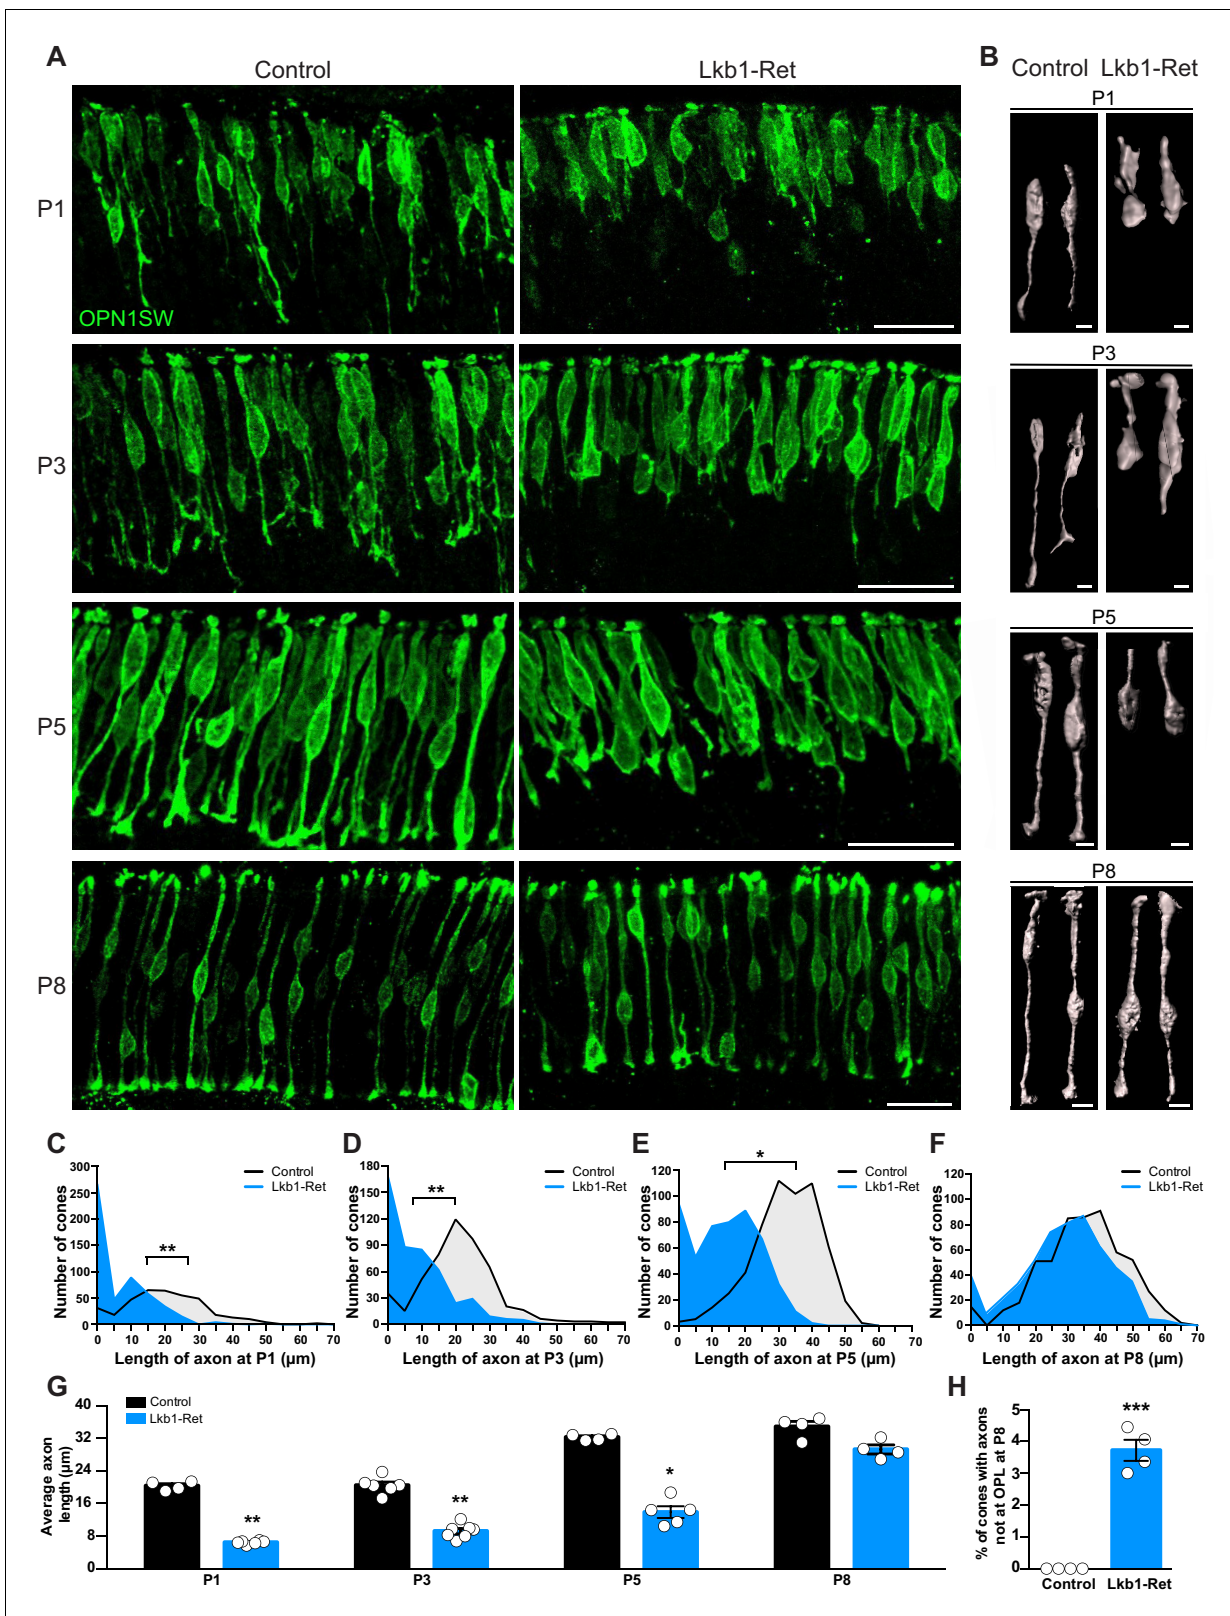 A
B
Control
Lkb1-Ret
Control Lkb1-Ret
P1
P1
OPN1SW
P3
P3
P5
P5
P8
P8
C
D
E
F
300
250
200
150
100
50
0
Number of cones
**
Control
Lkb1-Ret
0 10 20 30 40 50 60 70
Length of axon at P1 (µm)
180
150
120
90
60
30
0
Number of cones
**
Control
Lkb1-Ret
0 10 20 30 40 50 60 70
Length of axon at P3 (µm)
120
100
80
60
40
20
0
Number of cones
*
Control
Lkb1-Ret
0 10 20 30 40 50 60 70
Length of axon at P5 (µm)
120
100
80
60
40
20
0
Number of cones
Control
Lkb1-Ret
0 10 20 30 40 50 60 70
Length of axon at P8 (µm)
G
Control
Lkb1-Ret
40
32
24
16
8
0
Average axon
length (µm)
**
**
*
P1 P3 P5 P8
H
5
4
3
2
1
0
% of cones with axons
not at OPL at P8
***
Control Lkb1-Ret